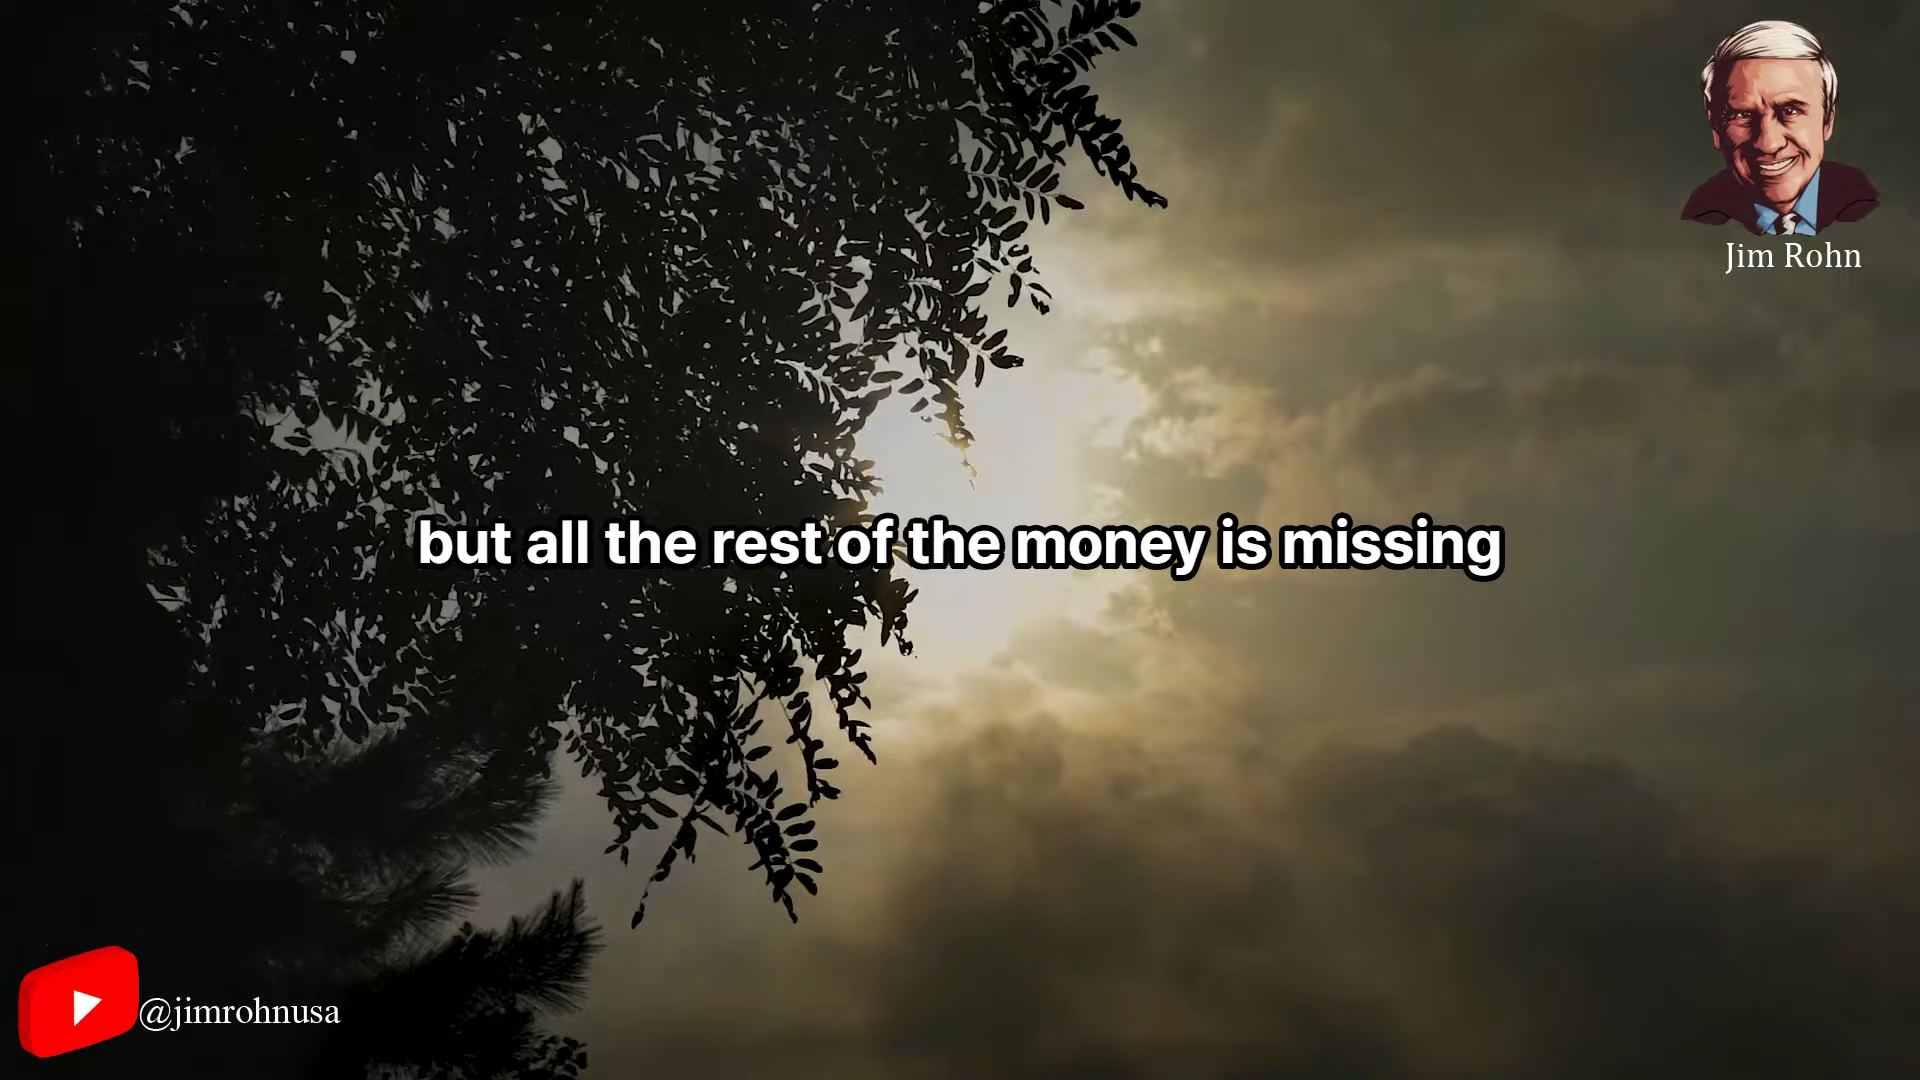 Jim Rohn
but all the rest of the money is missing
@jimrohnusa